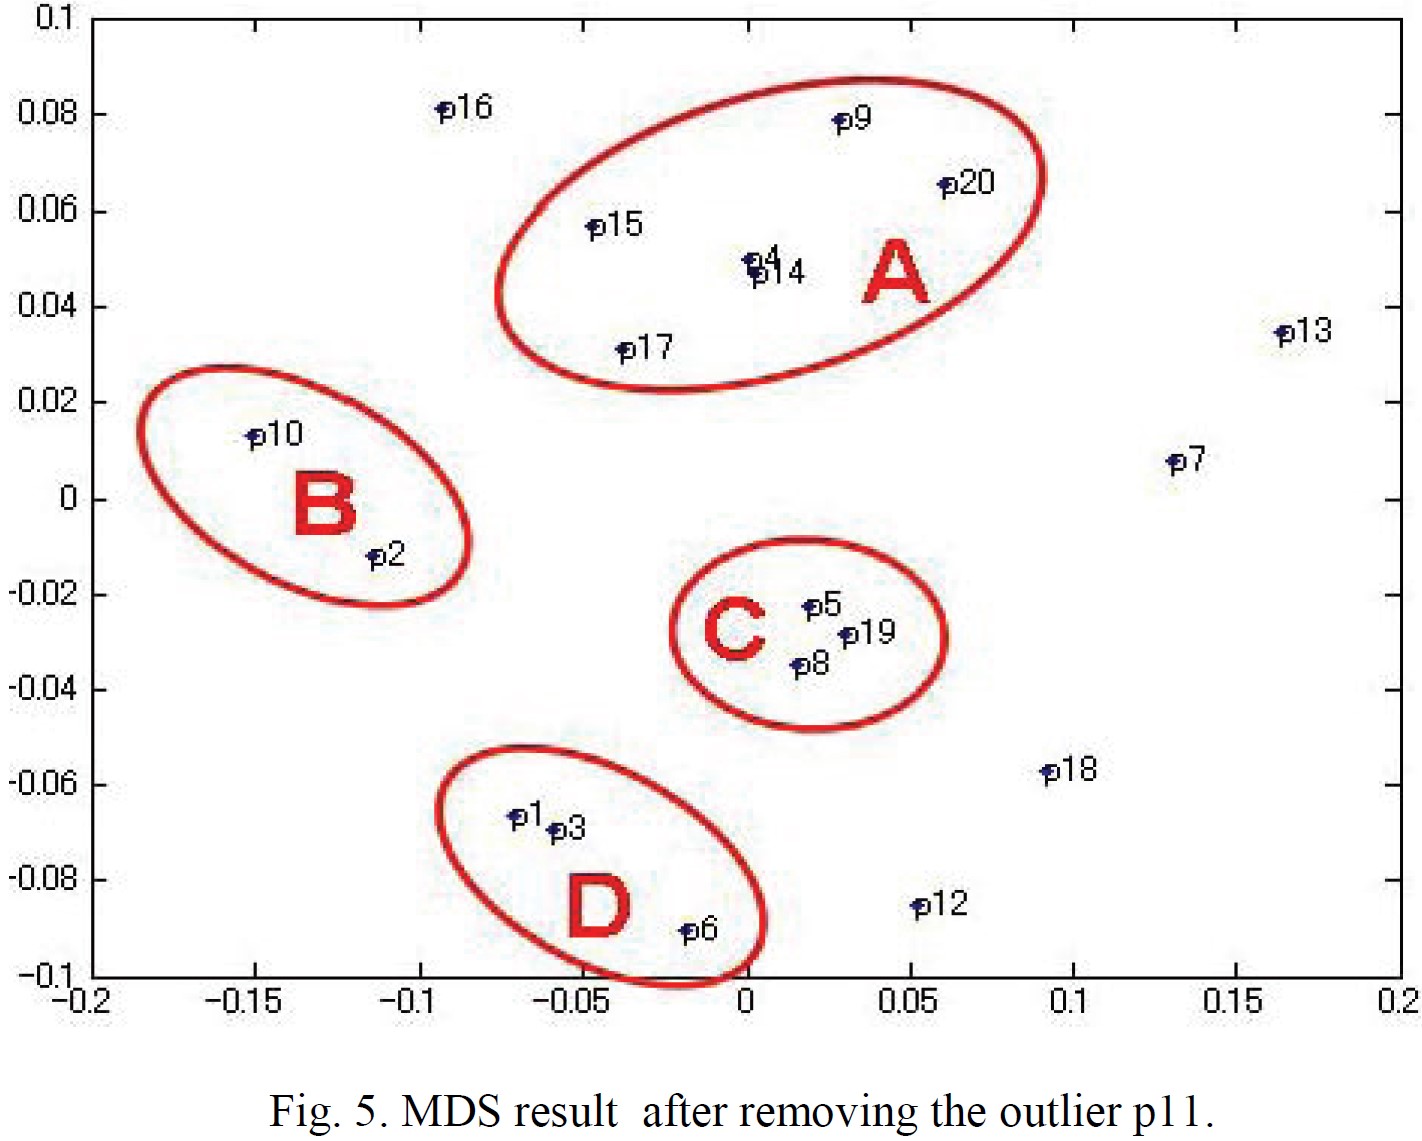 0.1
p16
0.08
p9
p20
0.06
p15
p4
p14
A
0.04
p13
p17
0.02
p10
p7
B
0
p2
-0.02
p5
C
p19
p8
-0.04
p18
-0.06
p1
p3
-0.08
D
p12
p6
-0.1
-0.2 -0.15 -0.1 -0.05 0 0.05 0.1 0.15 0.2
Fig. 5. MDS result after removing the outlier p11.